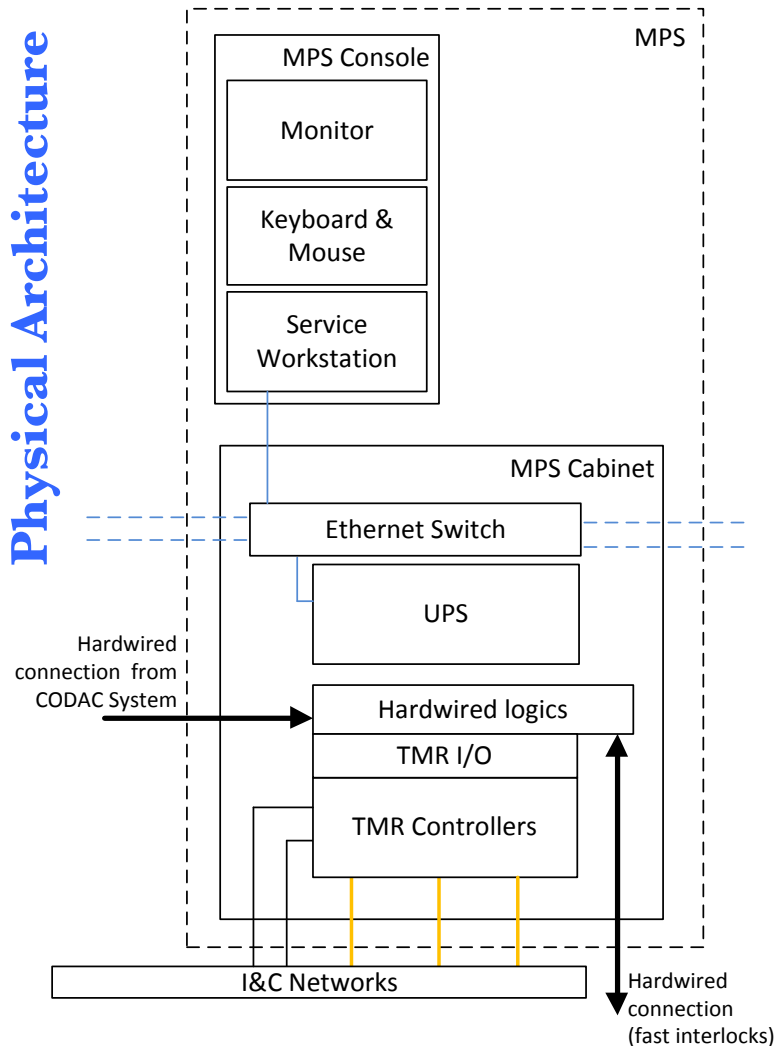 Physical Architecture
MPS
MPS Console
Monitor
Keyboard &
Mouse
Service
Workstation
MPS Cabinet
Ethernet Switch
UPS
Hardwired
connection from
CODAC System
Hardwired logics
TMR I/O
TMR Controllers
I&C Networks
Hardwired
connection
(fast interlocks)